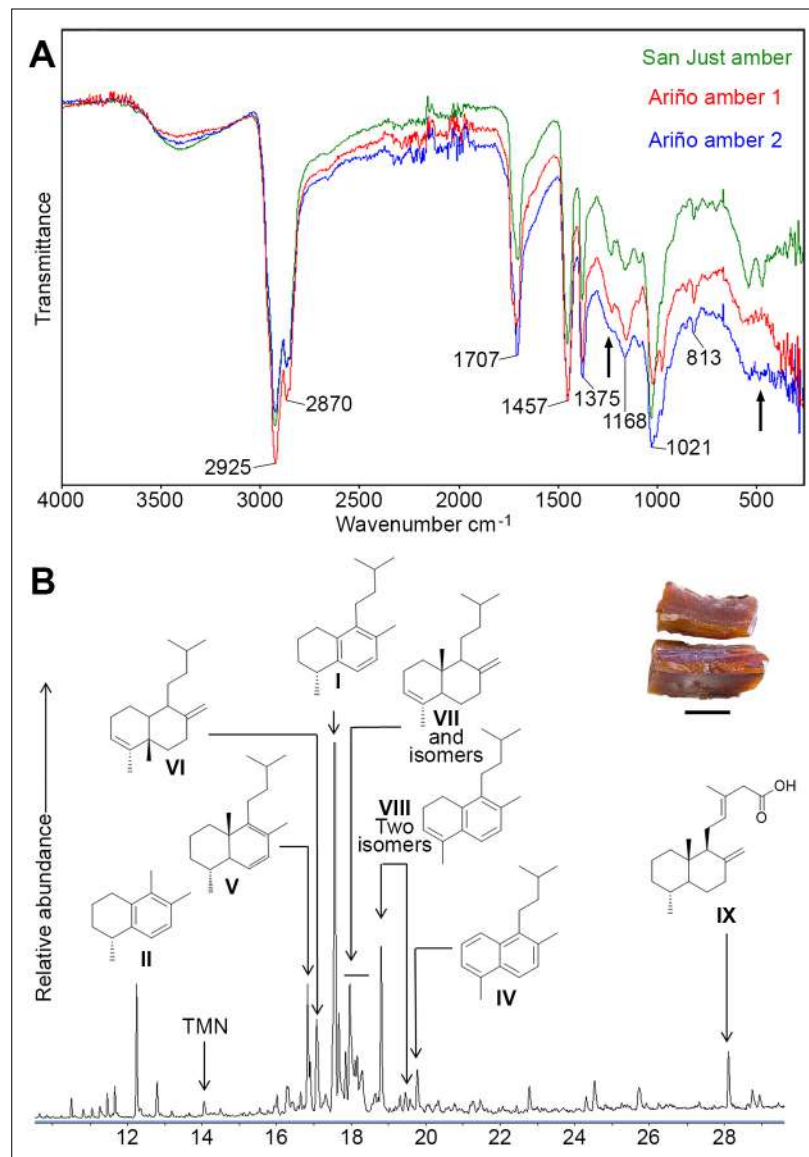 A
San Just amber
Ariño amber 1
Ariño amber 2
Transmittance
2925
2870
1707
1457
1375
1168
1021
813
4000 3500 3000 2500 2000 1500 1000 500
Wavenumber cm-1
B
Relative abundance
I
VI
V
II
VII
and
isomers
VIII
Two
isomers
IV
OH
O
IX
TMN
12 14 16 18 20 22 24 26 28